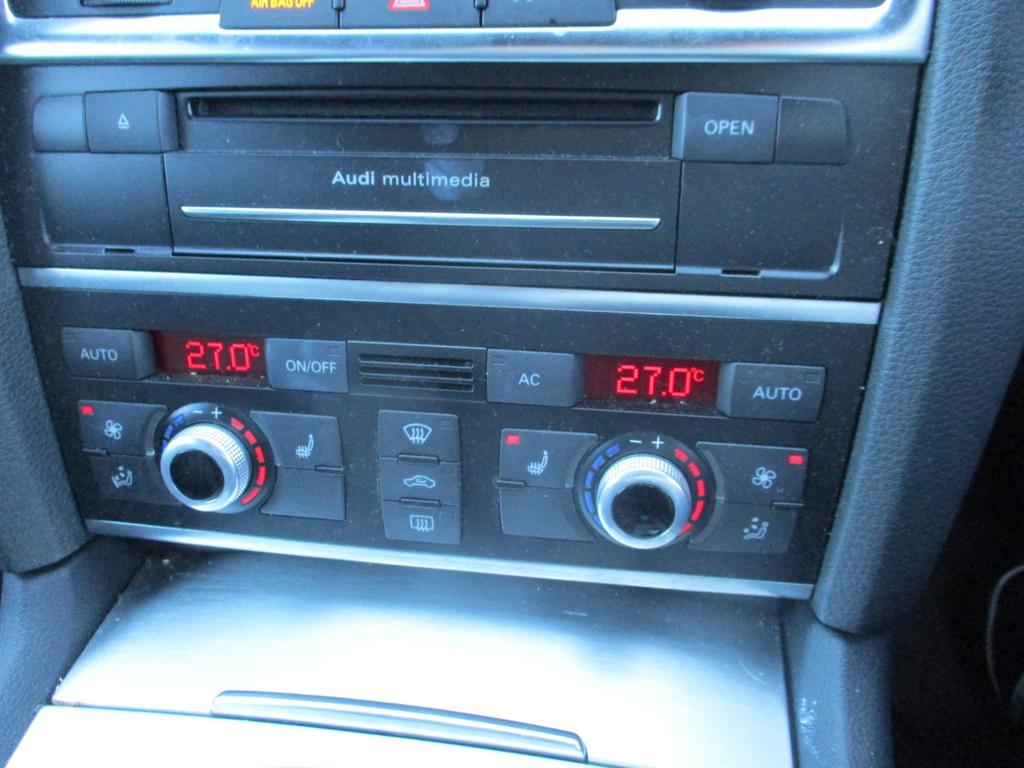 AIR BAG OFF
OPEN
Audi multimedia
AUTO 27.0°C ON/OFF AC 27.0°C AUTO
- +
- +